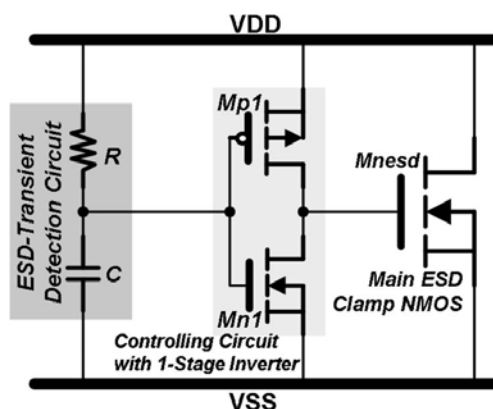 VDD
ESD-Transient
Detection Circuit
R
C
Mp1
Mn1
Mnesd
Main ESD
Clamp NMOS
Controlling Circuit
with 1-Stage Inverter
VSS